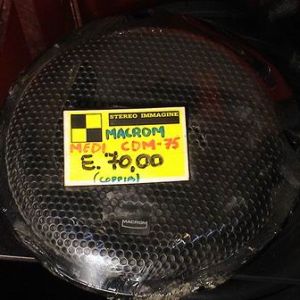 STEREO IMMAGINE
MACROM
MEDI CDM-75
E. 70,00
(COPPIA)
MACROM